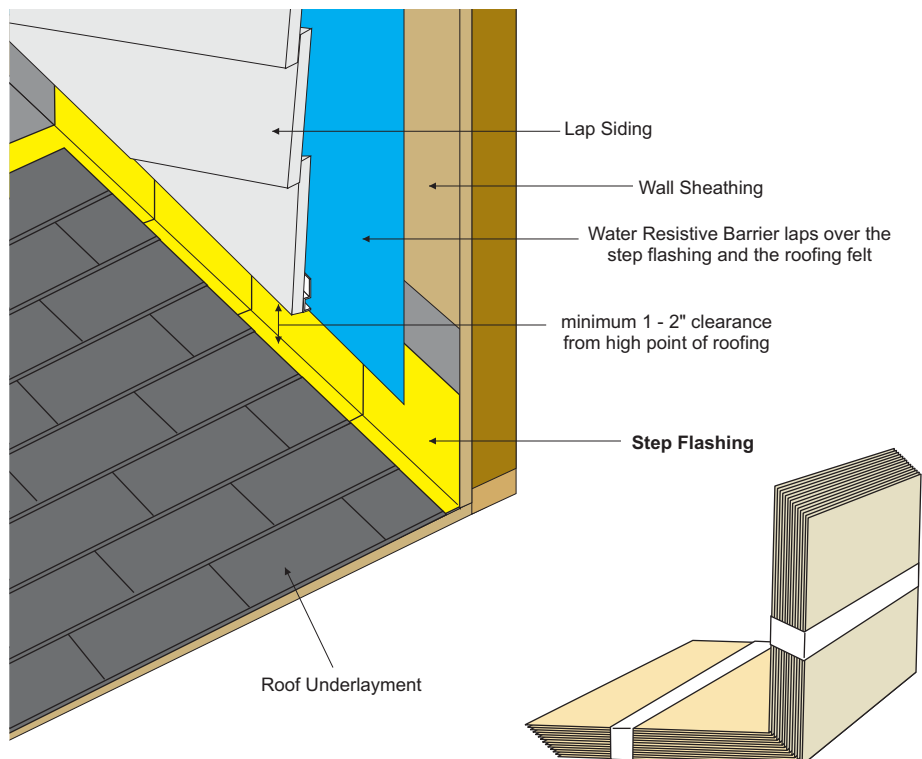 Lap Siding
Wall Sheathing
Water Resistive Barrier laps over the
step flashing and the roofing felt
minimum 1 - 2" clearance
from high point of roofing
Step Flashing
Roof Underlayment